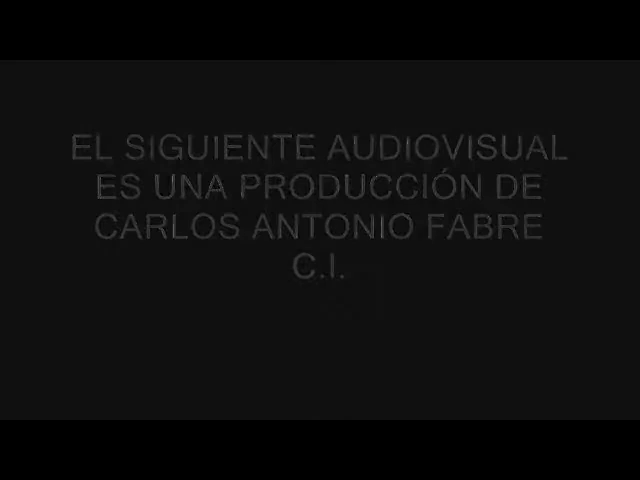 EL SIGUIENTE AUDIOVISUAL
ES UNA PRODUCCIÓN DE
CARLOS ANTONIO FABRE
C.I.